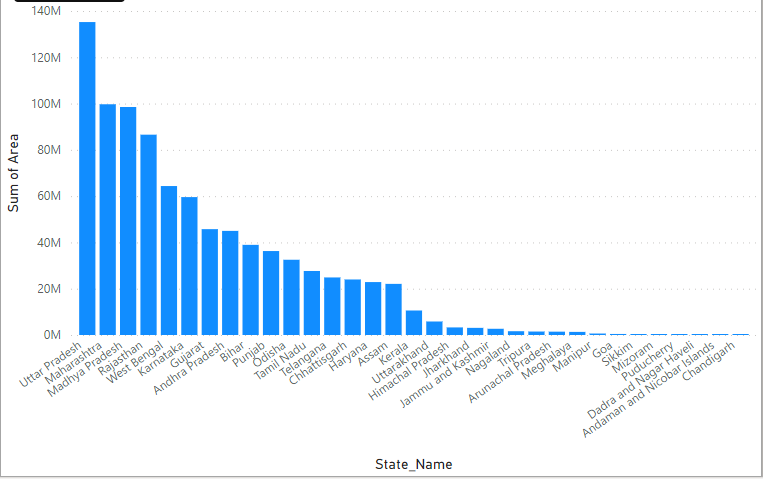 140M
120M
100M
80M
60M
40M
20M
0M
Sum of Area
Uttar Pradesh
Maharashtra
Madhya Pradesh
Rajasthan
West Bengal
Karnataka
Gujarat
Andhra Pradesh
Bihar
Punjab
Odisha
Tamil Nadu
Telangana
Chhattisgarh
Haryana
Assam
Kerala
Uttarakhand
Himachal Pradesh
Jharkhand
Jammu and Kashmir
Nagaland
Tripura
Arunachal Pradesh
Meghalaya
Manipur
Goa
Sikkim
Mizoram
Puducherry
Dadra and Nagar Haveli
Andaman and Nicobar Islands
Chandigarh
State_Name